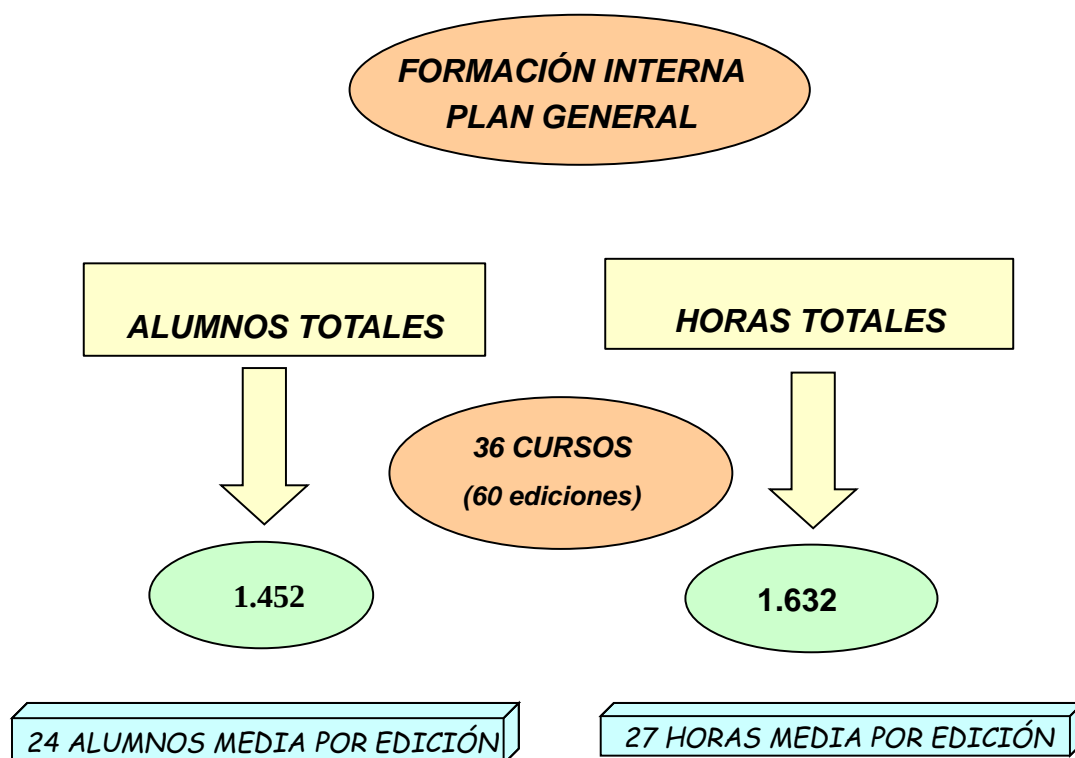 FORMACIÓN INTERNA
PLAN GENERAL
ALUMNOS TOTALES
HORAS TOTALES
36 CURSOS
(60 ediciones)
1.452
1.632
24 ALUMNOS MEDIA POR EDICIÓN
27 HORAS MEDIA POR EDICIÓN